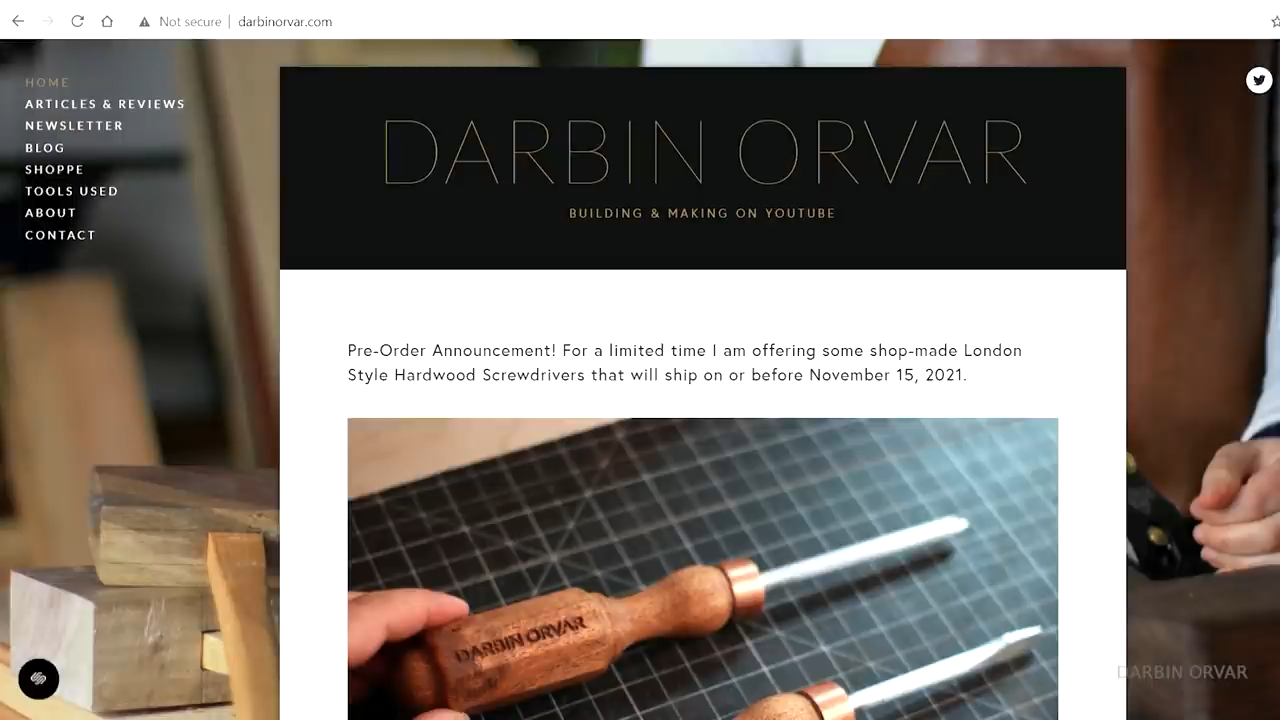 Not secure
darbinorvar.com
HOME
ARTICLES & REVIEWS
NEWSLETTER
BLOG
SHOPPE
TOOLS USED
ABOUT
CONTACT
DARBIN ORVAR
BUILDING & MAKING ON YOUTUBE
Pre-Order Announcement! For a limited time I am offering some shop-made London
Style Hardwood Screwdrivers that will ship on or before November 15, 2021.
DARBIN ORVAR
DARBIN ORVAR